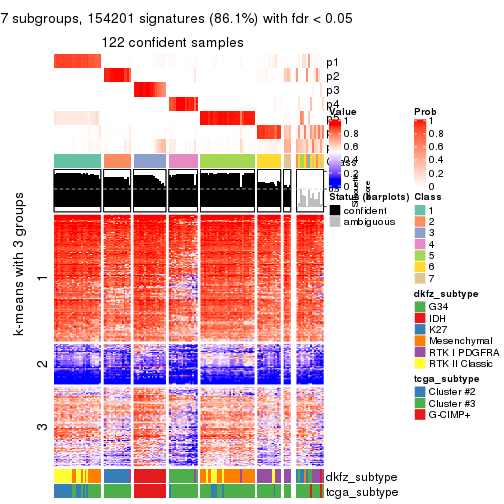 7 subgroups, 154201 signatures (86.1%) with fdr < 0.05
122 confident samples
p1
p2
p3
p4
Value
1
0.8
0.6
0.4
0.2
0
Prob
1
0.8
0.6
0.4
0.2
0
Status (barplots)
confident
ambiguous
Class
1
2
3
4
5
6
7
k-means with 3 groups
1
2
3
dkfz_subtype
G34
IDH
K27
Mesenchymal
RTK I PDGFRA
RTK II Classic
tcga_subtype
Cluster #2
Cluster #3
G-CIMP+
dkfz_subtype
tcga_subtype